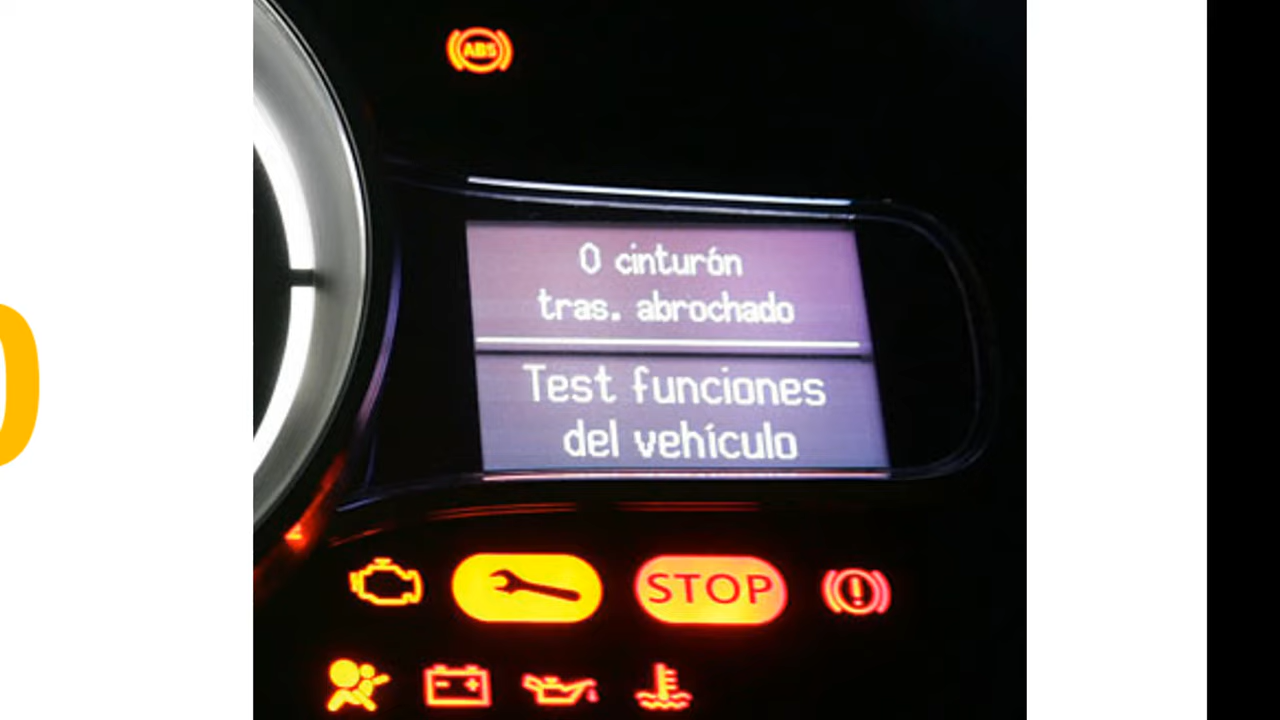 ABS
0 cinturón
tras. abrochado
Test funciones
del vehículo
STOP